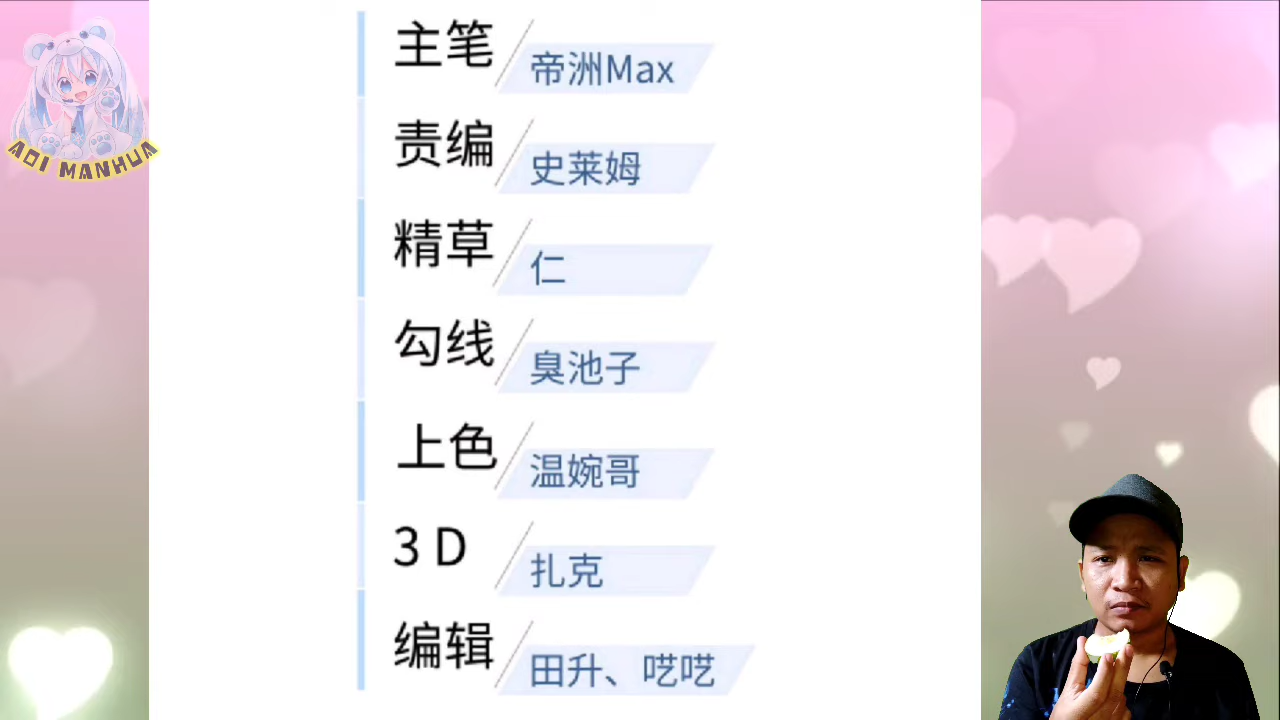 AOI MANHUA
主笔 帝洲Max
责编 史莱姆
精草 仁
勾线 臭池子
上色 温婉哥
3D 扎克
编辑 田升、呓呓